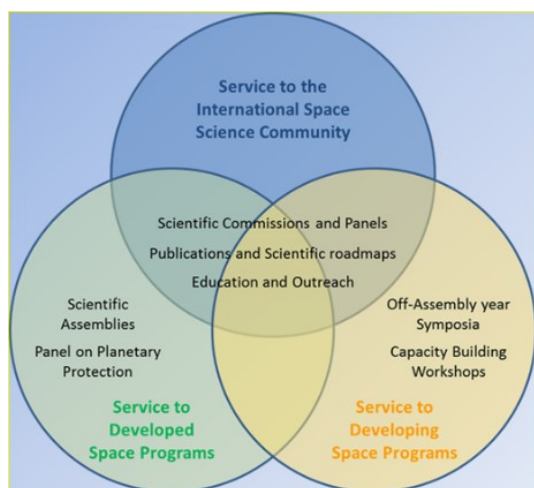 Service to the
International Space
Science Community
Scientific Commissions and Panels
Publications and Scientific roadmaps
Education and Outreach
Scientific
Assemblies
Panel on Planetary
Protection
Off-Assembly year
Symposia
Capacity Building
Workshops
Service to
Developed
Space Programs
Service to
Developing
Space Programs